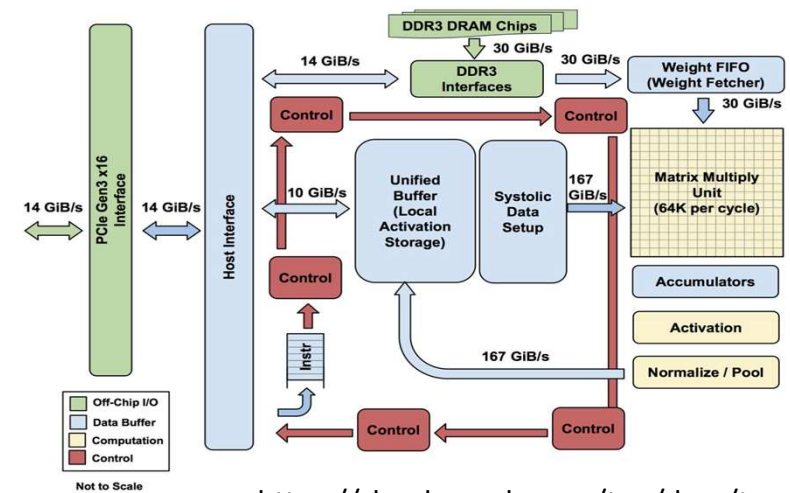 DDR3 DRAM Chips
30 GiB/s
14 GiB/s
DDR3
Interfaces
30 GiB/s
Weight FIFO
(Weight Fetcher)
30 GiB/s
Control
Control
PCIe Gen3 x16
Interface
14 GiB/s
14 GiB/s
Host Interface
10 GiB/s
Unified
Buffer
(Local
Activation
Storage)
Systolic
Data
Setup
167
GiB/s
Matrix Multiply
Unit
(64K per cycle)
Control
Accumulators
Activation
Instr
167 GiB/s
Normalize / Pool
Control
Control
Off-Chip I/O
Data Buffer
Computation
Control
Not to Scale